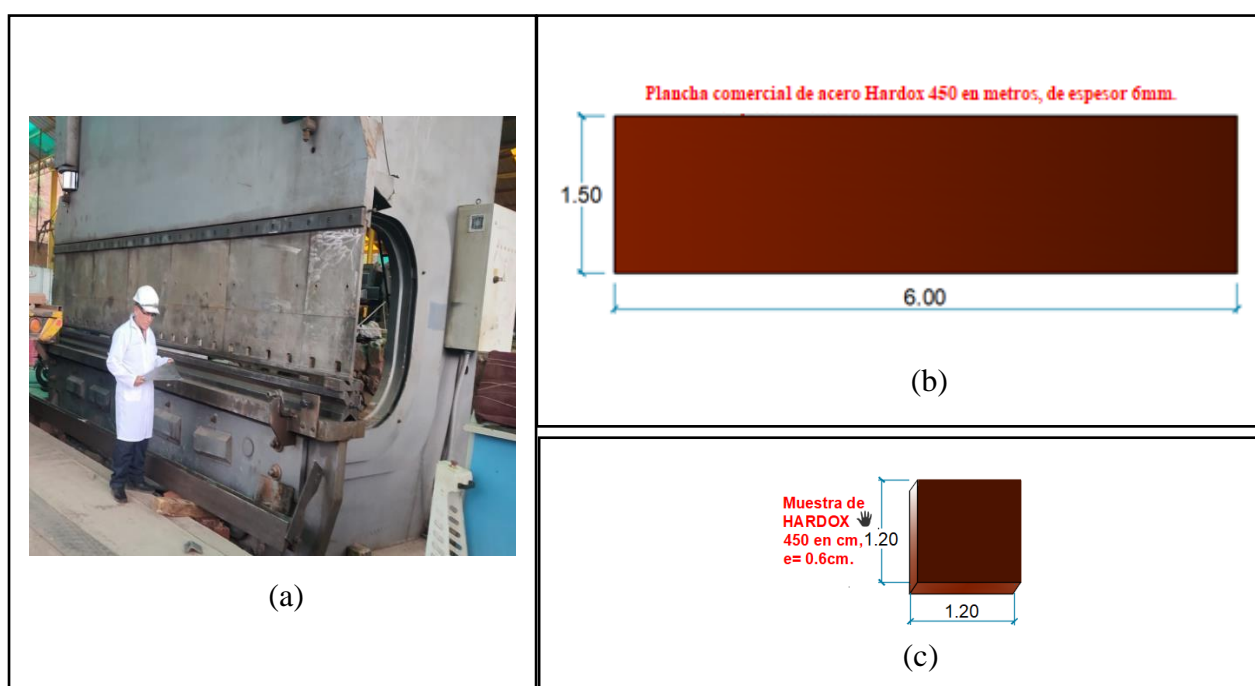 (a)
Plancha comercial de acero Hardox 450 en metros, de espesor 6mm.
1.50
6.00
(b)
Muestra de
HARDOX
450 en cm,
e= 0.6cm.
1.20
1.20
(c)